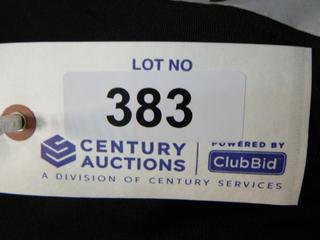 LOT NO
383
CENTURY
AUCTIONS
POWERED BY
ClubBid
A DIVISION OF CENTURY SERVICES